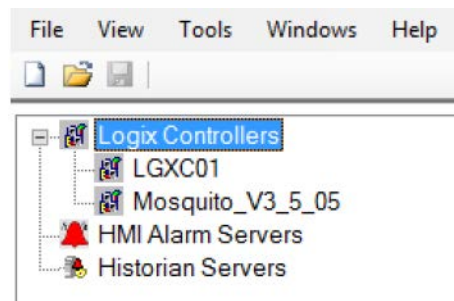 File View Tools Windows Help
Logix Controllers
LGXC01
Mosquito_V3_5_05
HMI Alarm Servers
Historian Servers